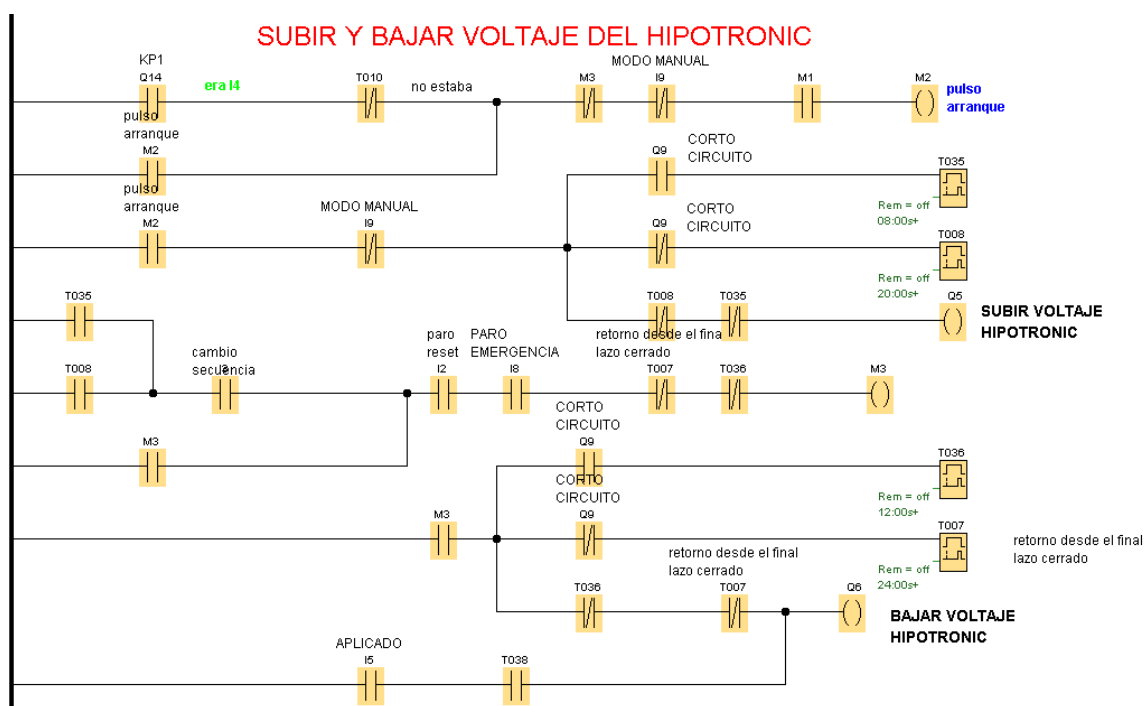 SUBIR Y BAJAR VOLTAJE DEL HIPOTRONIC
KP1
Q14
era I4
T010
no estaba
MODO MANUAL
M3
I9
M1
M2
pulso
arranque
pulso
arranque
M2
CORTO
CIRCUITO
Q9
T035
Rem = off
08:00s+
pulso
arranque
M2
MODO MANUAL
I9
CORTO
CIRCUITO
Q9
T008
Rem = off
20:00s+
T035
T008
T035
Q5
SUBIR VOLTAJE
HIPOTRONIC
T008
cambio
secuencia
paro
reset
I2
PARO
EMERGENCIA
I8
retorno desde el final
lazo cerrado
T007
T036
M3
M3
CORTO
CIRCUITO
Q9
T036
Rem = off
12:00s+
M3
CORTO
CIRCUITO
Q9
T007
Rem = off
24:00s+
retorno desde el final
lazo cerrado
retorno desde el final
lazo cerrado
T036
T007
Q6
BAJAR VOLTAJE
HIPOTRONIC
APLICADO
I5
T038